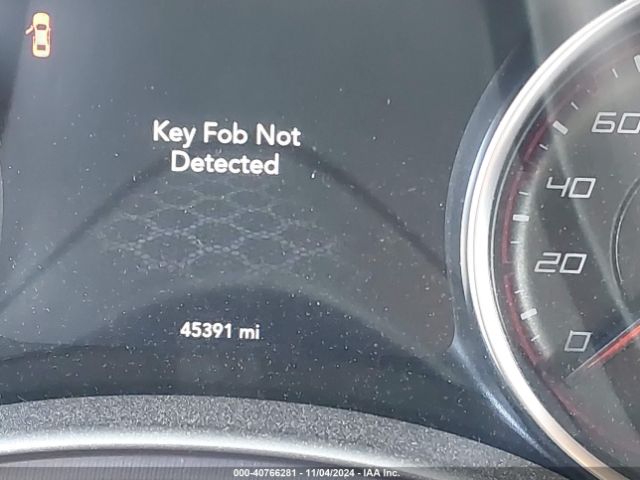 Key Fob Not
Detected
60
40
20
0
45391 mi
000-40766281 - 11/04/2024 - IAA Inc.